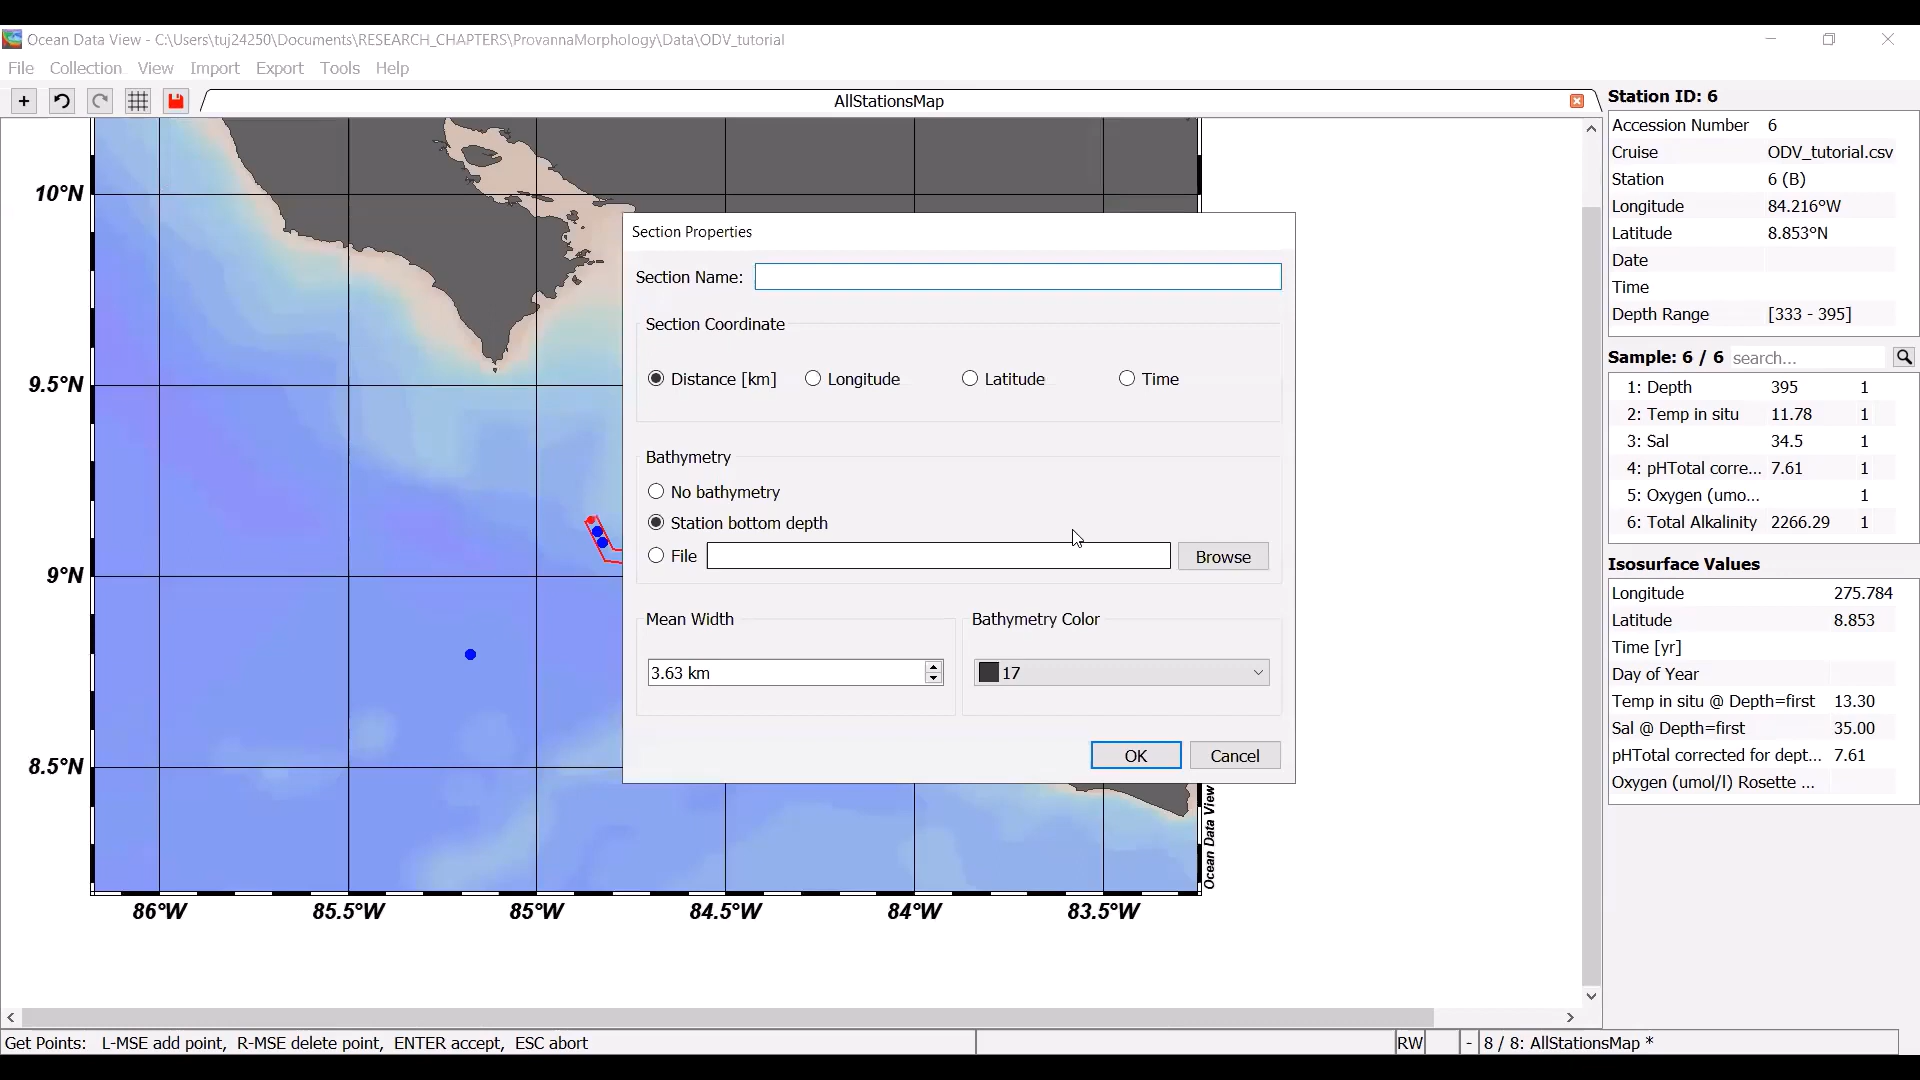 Ocean Data View - C:\Users\tuj24250\Documents\RESEARCH_CHAPTERS\ProvannaMorphology\Data\ODV_tutorial
File Collection View Import Export Tools Help
+ AllStationsMap
10°N
9.5°N
9°N
8.5°N
86°W 85.5°W 85°W 84.5°W 84°W 83.5°W
Ocean Data View
Section Properties
Section Name:
Section Coordinate
Distance [km] Longitude Latitude Time
Bathymetry
No bathymetry
Station bottom depth
File Browse
Mean Width Bathymetry Color
3.63 km 17
OK Cancel
Station ID: 6
Accession Number 6
Cruise ODV_tutorial.csv
Station 6 (B)
Longitude 84.216°W
Latitude 8.853°N
Date
Time
Depth Range [333 - 395]
Sample: 6 / 6 search...
1: Depth 395 1
2: Temp in situ 11.78 1
3: Sal 34.5 1
4: pHTotal corre... 7.61 1
5: Oxygen (umo... 1
6: Total Alkalinity 2266.29 1
Isosurface Values
Longitude 275.784
Latitude 8.853
Time [yr]
Day of Year
Temp in situ @ Depth=first 13.30
Sal @ Depth=first 35.00
pHTotal corrected for dept... 7.61
Oxygen (umol/l) Rosette ...
Get Points: L-MSE add point, R-MSE delete point, ENTER accept, ESC abort RW - 8 / 8: AllStationsMap *